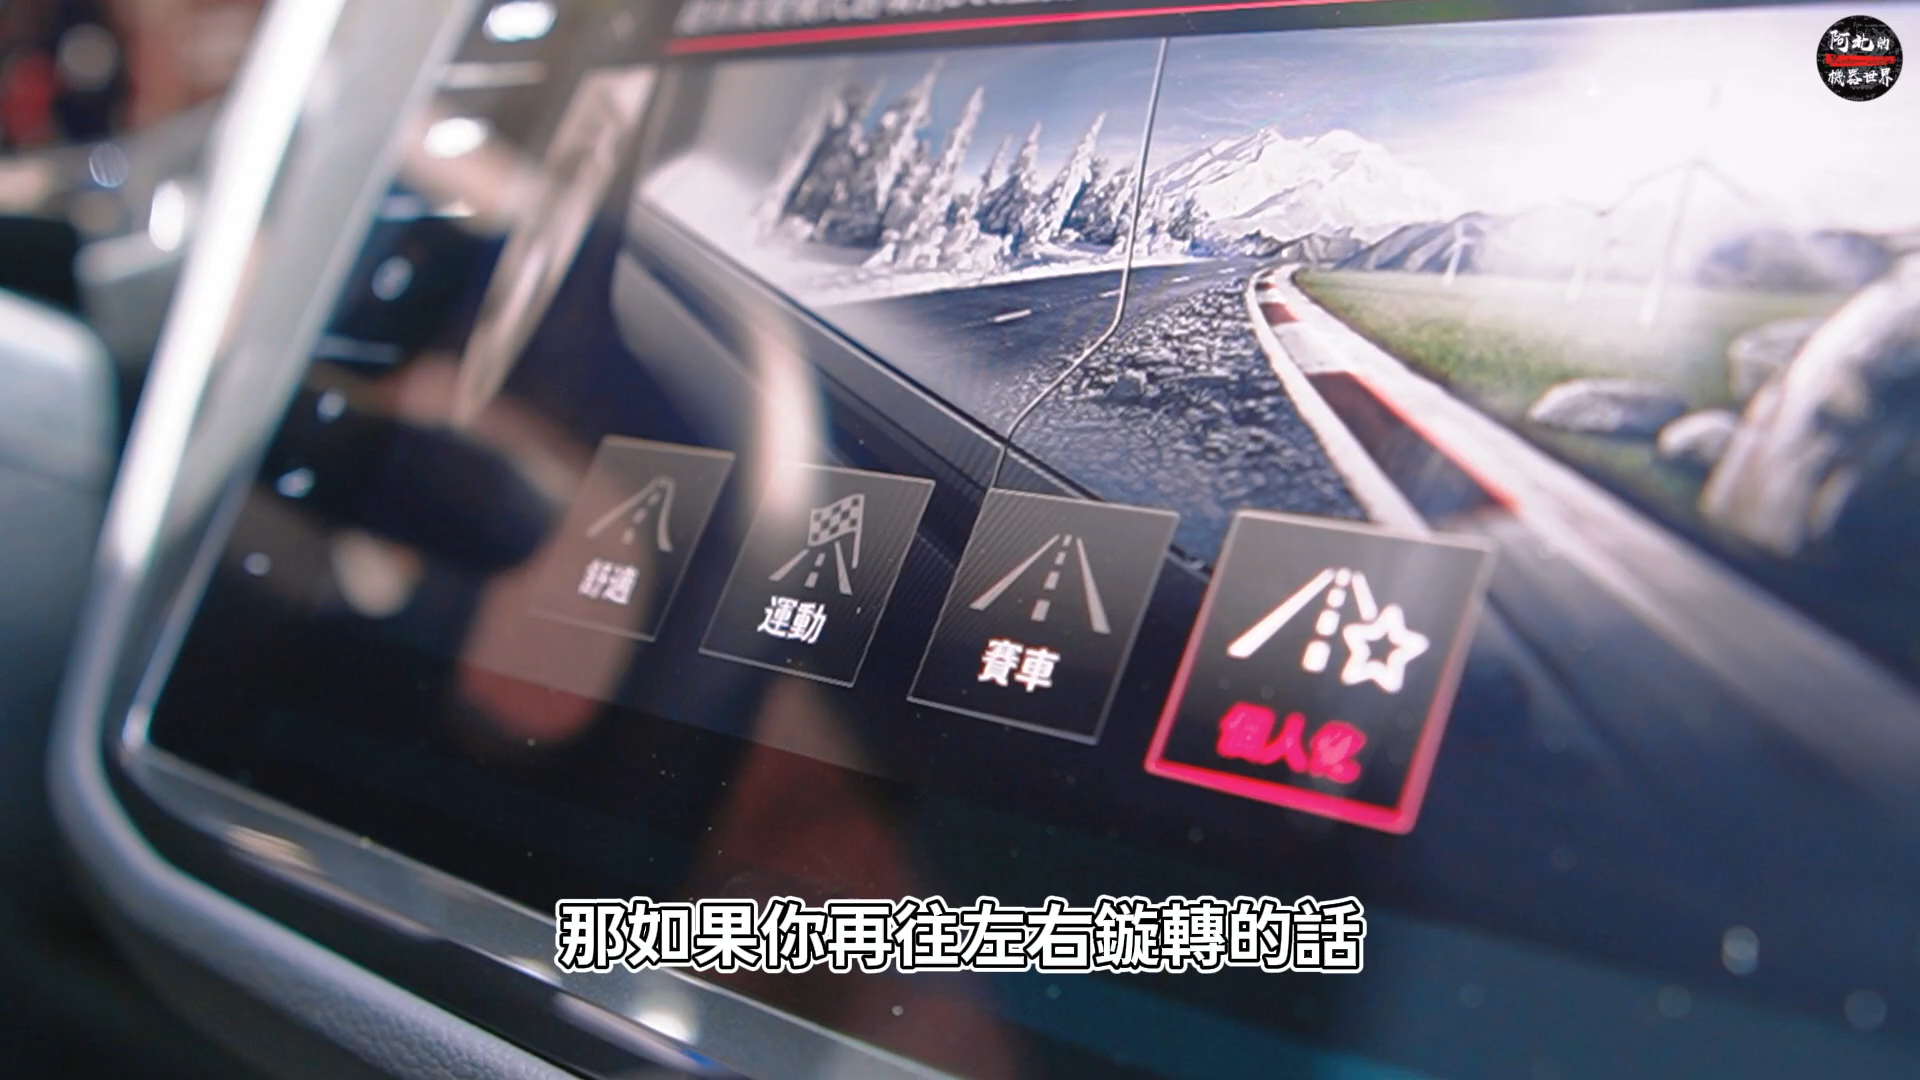 阿北的
機器世界
舒適
運動
賽車
個人化
那如果你再往左右鏇轉的話